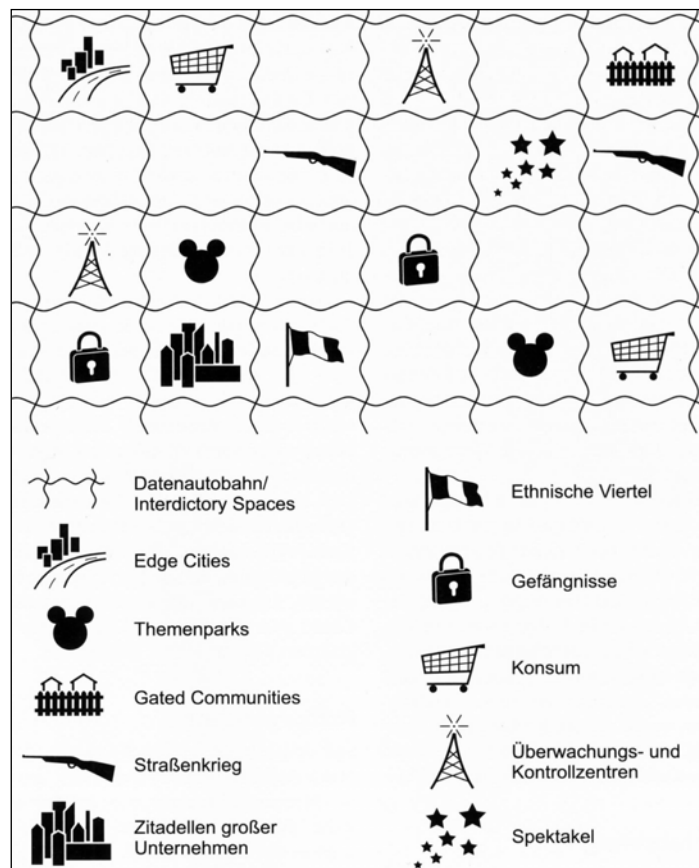 Datenautobahn/
Interdictory Spaces
Edge Cities
Themenparks
Gated Communities
Straßenkrieg
Zitadellen großer
Unternehmen
Ethnische Viertel
Gefängnisse
Konsum
Überwachungs- und
Kontrollzentren
Spektakel